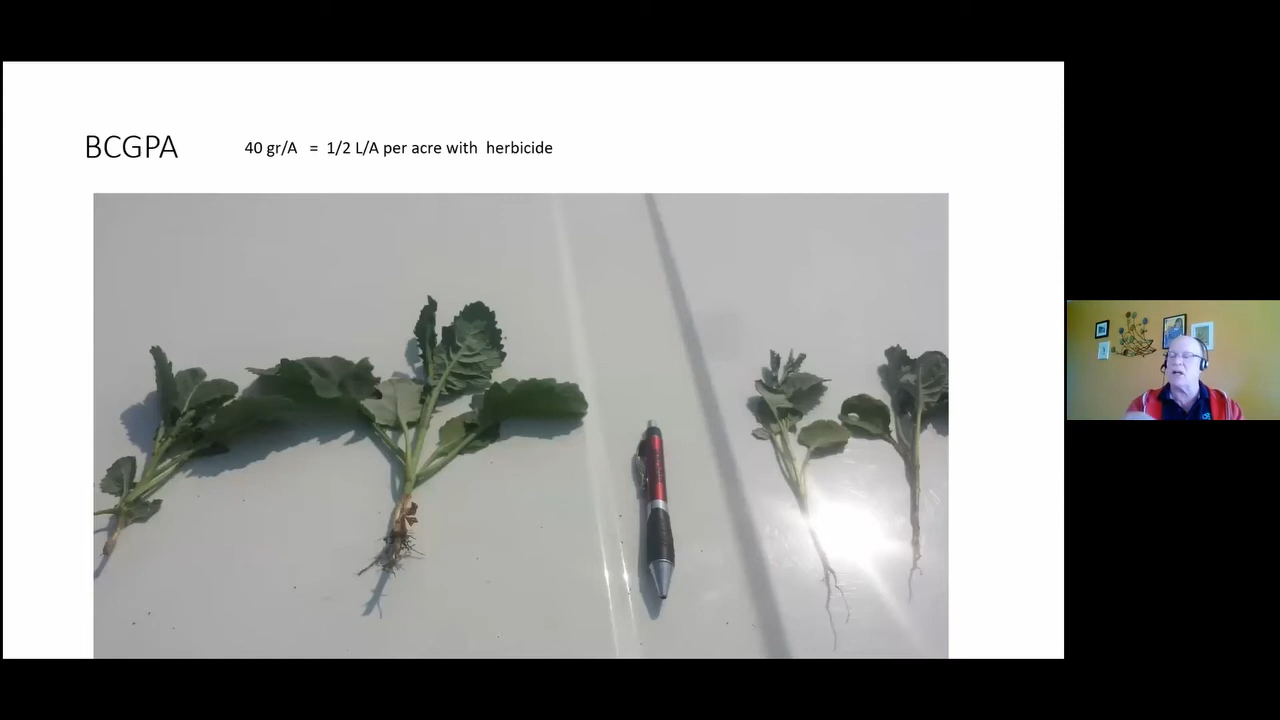 BCGPA
40 gr/A = 1/2 L/A per acre with herbicide